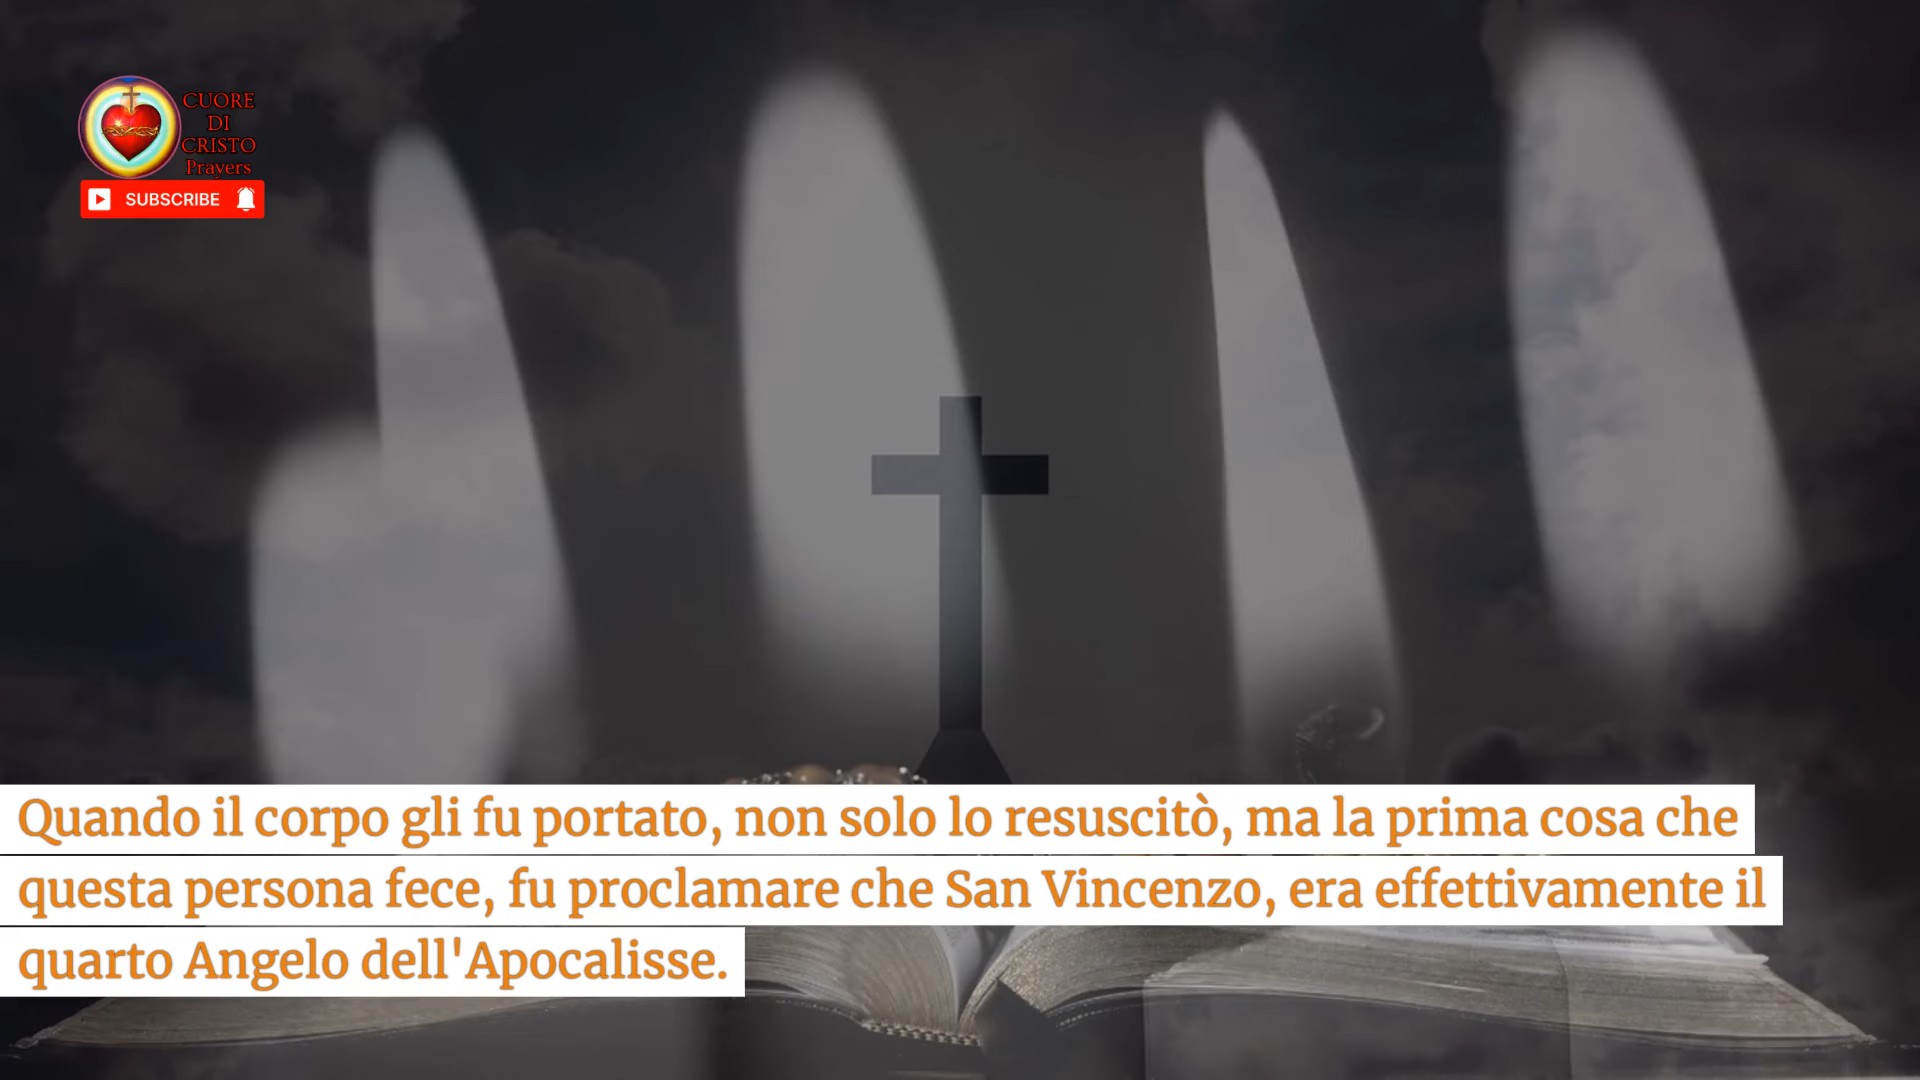 CUORE
DI
CRISTO
Prayers
SUBSCRIBE
Quando il corpo gli fu portato, non solo lo resuscitò, ma la prima cosa che
questa persona fece, fu proclamare che San Vincenzo, era effettivamente il
quarto Angelo dell'Apocalisse.